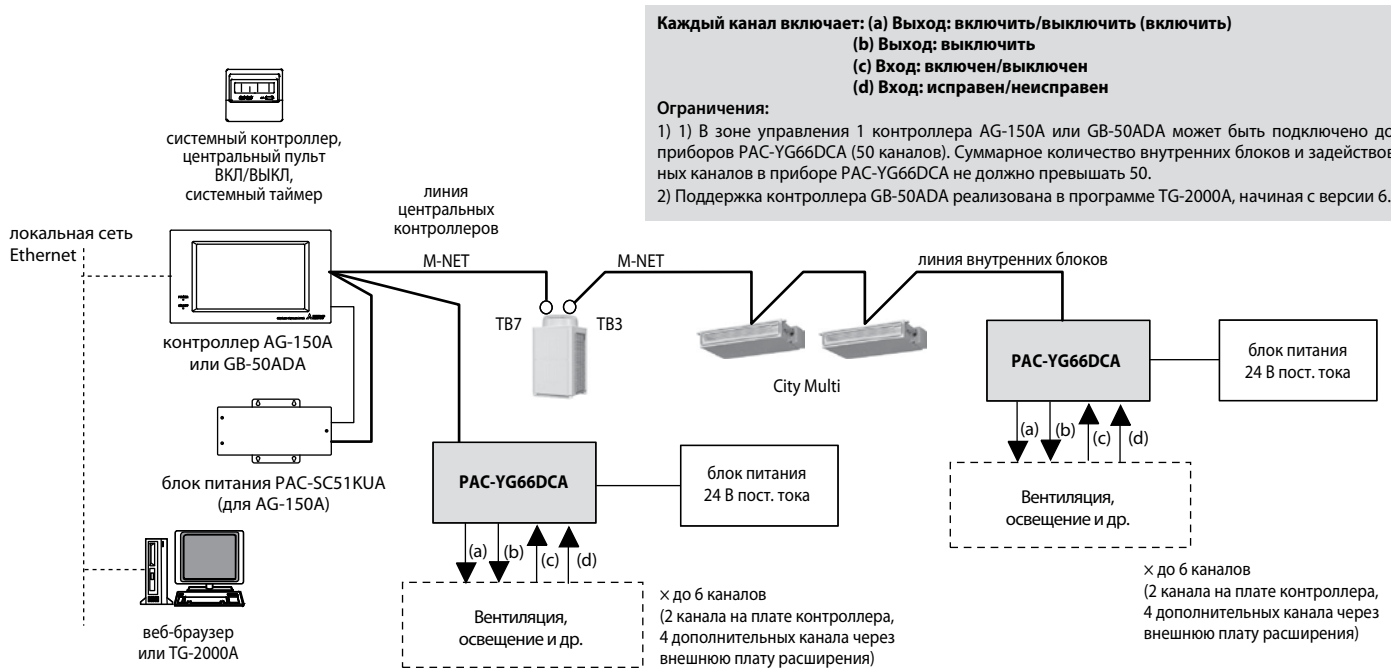 Каждый канал включает: (a) Выход: включить/выключить (включить)
(b) Выход: выключить
(c) Вход: включен/выключен
(d) Вход: исправен/неисправен
Ограничения:
1) 1) В зоне управления 1 контроллера AG-150A или GB-50ADA может быть подключено до
приборов PAC-YG66DCA (50 каналов). Суммарное количество внутренних блоков и задействов
ных каналов в приборе PAC-YG66DCA не должно превышать 50.
2) Поддержка контроллера GB-50ADA реализована в программе TG-2000A, начиная с версии 6.
системный контроллер,
центральный пульт
ВКЛ/ВЫКЛ,
системный таймер
локальная сеть
Ethernet
линия
центральных
контроллеров
M-NET
M-NET
линия внутренних блоков
TB7
TB3
контроллер AG-150A
или GB-50ADA
City Multi
PAC-YG66DCA
блок питания
24 В пост. тока
(a)
(b)
(c)
(d)
Вентиляция,
освещение и др.
× до 6 каналов
(2 канала на плате контроллера,
4 дополнительных канала через
внешнюю плату расширения)
блок питания PAC-SC51KUA
(для AG-150A)
PAC-YG66DCA
блок питания
24 В пост. тока
(a)
(b)
(c)
(d)
Вентиляция,
освещение и др.
× до 6 каналов
(2 канала на плате контроллера,
4 дополнительных канала через
внешнюю плату расширения)
веб-браузер
или TG-2000A